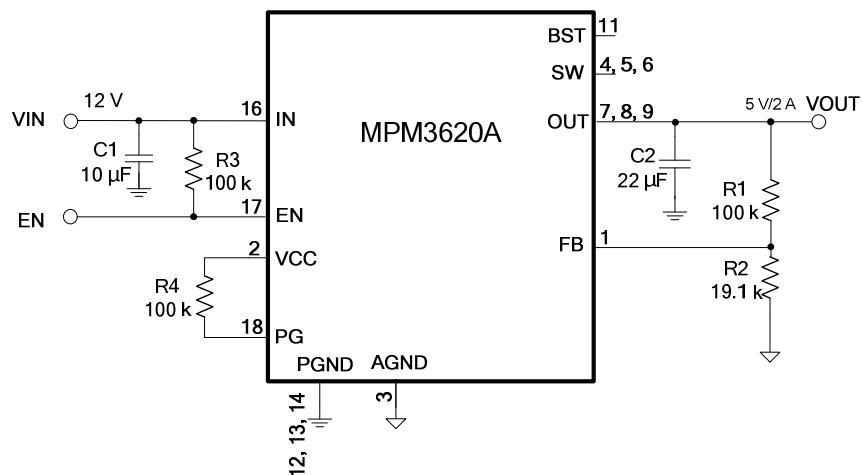 BST
11
SW
4, 5, 6
VIN
12 V
16
IN
MPM3620A
OUT
7, 8, 9
5 V/2 A
VOUT
C1
10 µF
R3
100 k
C2
22 µF
R1
100 k
EN
17
EN
FB
1
2
VCC
R2
19.1 k
R4
100 k
18
PG
PGND
AGND
12, 13, 14
3